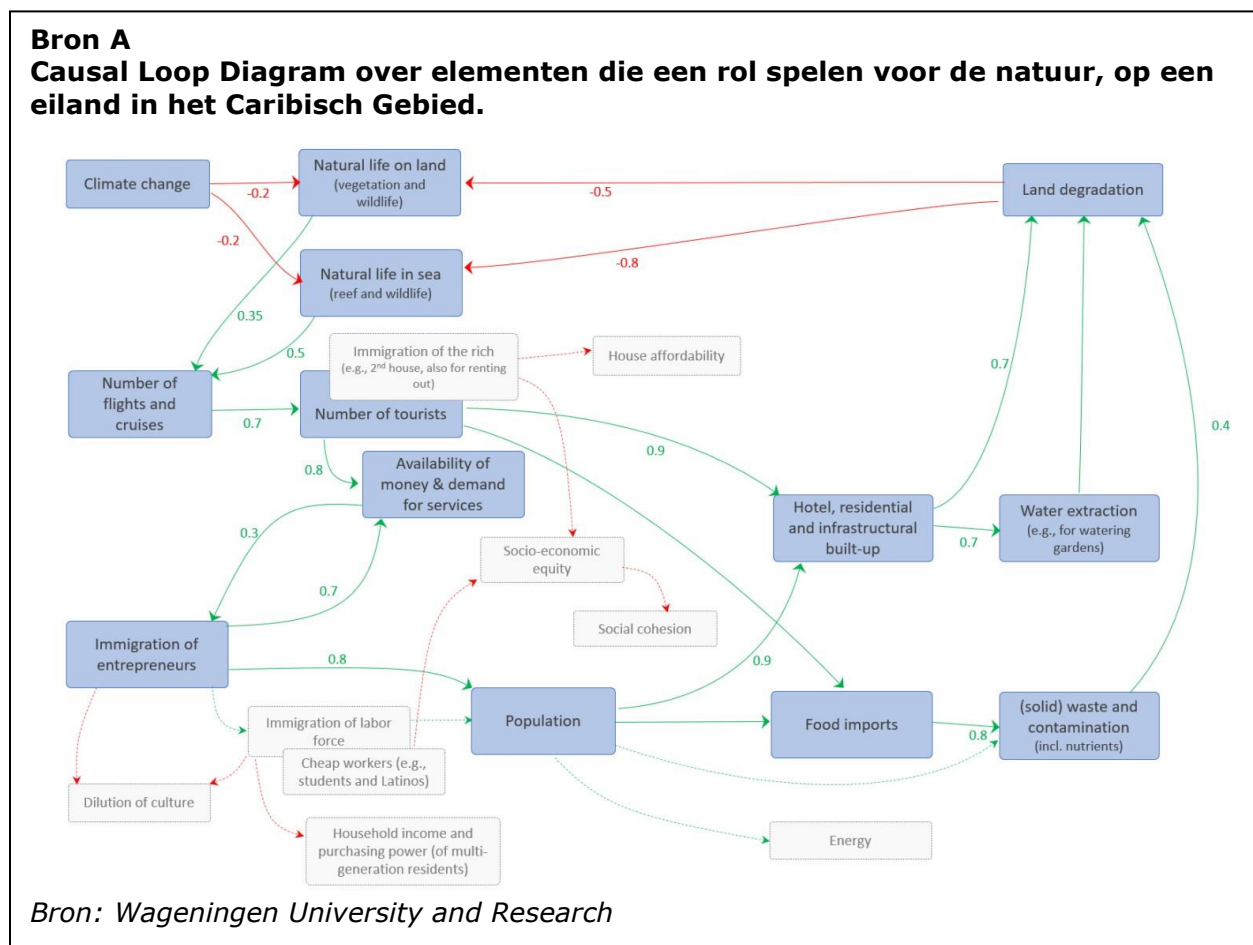 Bron A
Causal Loop Diagram over elementen die een rol spelen voor de natuur, op een
eiland in het Caribisch Gebied.
Climate change
-0.2
-0.2
Natural life on land
(vegetation and
wildlife)
-0.5
Land degradation
Natural life in sea
(reef and wildlife)
-0.8
0.35
0.5
Immigration of the rich
(e.g., 2nd house, also for renting
out)
House affordability
0.7
0.4
Number of
flights and
cruises
0.7
Number of tourists
0.9
0.8
Availability of
money & demand
for services
Hotel, residential
and infrastructural
built-up
0.7
Water extraction
(e.g., for watering
gardens)
0.3
0.7
Socio-economic
equity
Social cohesion
Immigration of
entrepreneurs
0.8
0.9
Immigration of labor
force
Cheap workers (e.g.,
students and Latinos)
Population
Food imports
0.8
(solid) waste and
contamination
(incl. nutrients)
Dilution of culture
Household income and
purchasing power (of multi-
generation residents)
Energy
Bron: Wageningen University and Research